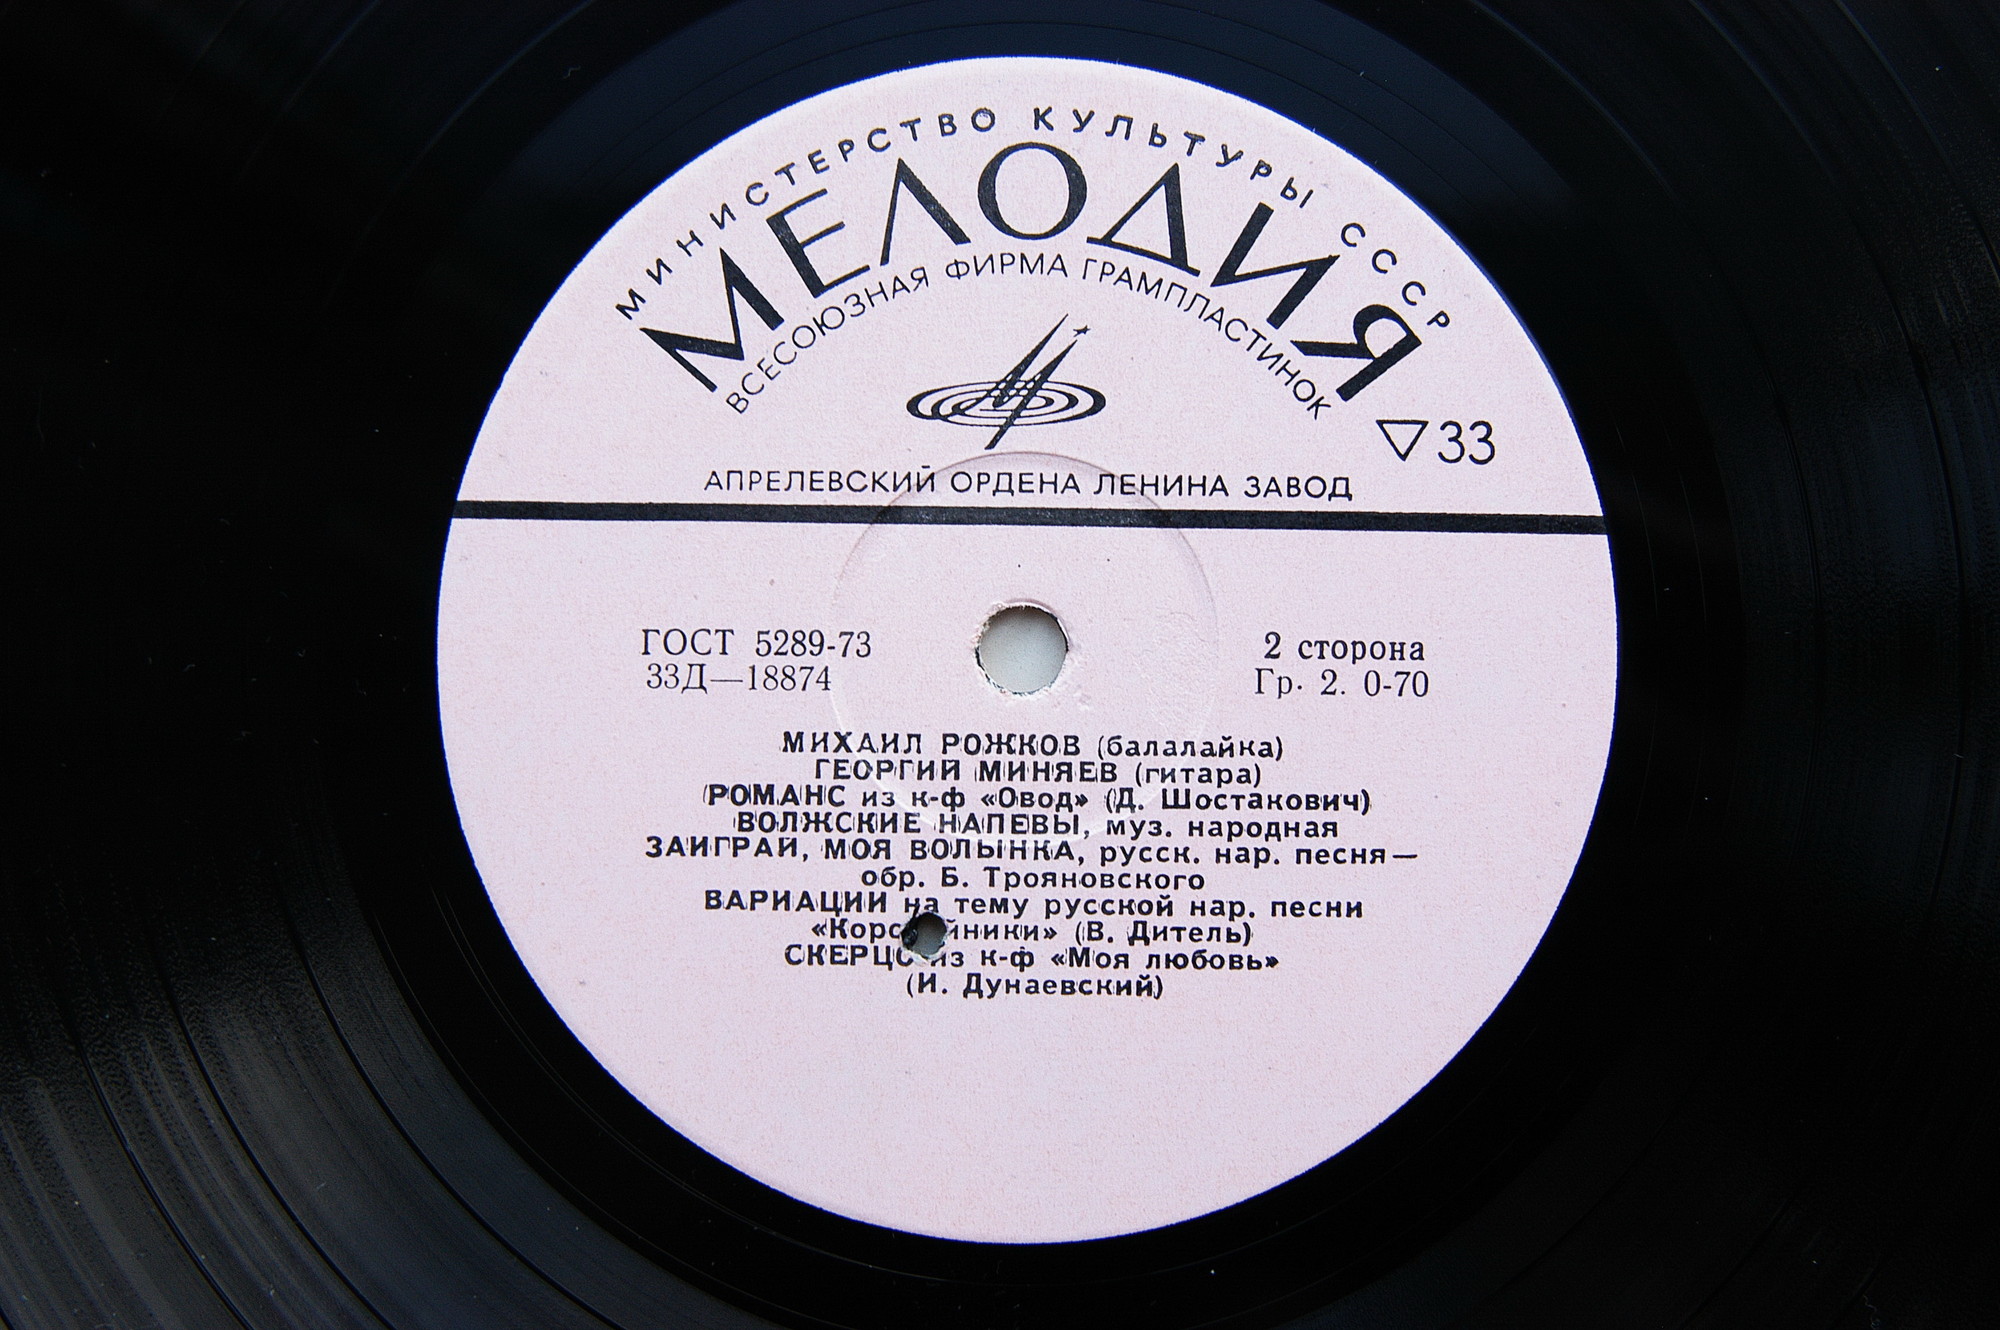 МИНИСТЕРСТВО КУЛЬТУРЫ СССР
МЕЛОДИЯ
ВСЕСОЮЗНАЯ ФИРМА ГРАМПЛАСТИНОК
33
АПРЕЛЕВСКИЙ ОРДЕНА ЛЕНИНА ЗАВОД
ГОСТ 5289-73
33Д—18874
2 сторона
Гр. 2. 0-70
МИХАИЛ РОЖКОВ (балалайка)
ГЕОРГИЙ МИНЯЕВ (гитара)
РОМАНС из к-ф «Овод» (Д. Шостакович)
ВОЛЖСКИЕ НАПЕВЫ, муз. народная
ЗАИГРАЙ, МОЯ ВОЛЫНКА, русск. нар. песня—
обр. Б. Трояновского
ВАРИАЦИИ на тему русской нар. песни
(В. Дитель)
СКЕРЦО из к-ф «Моя любовь»
(И. Дунаевский)